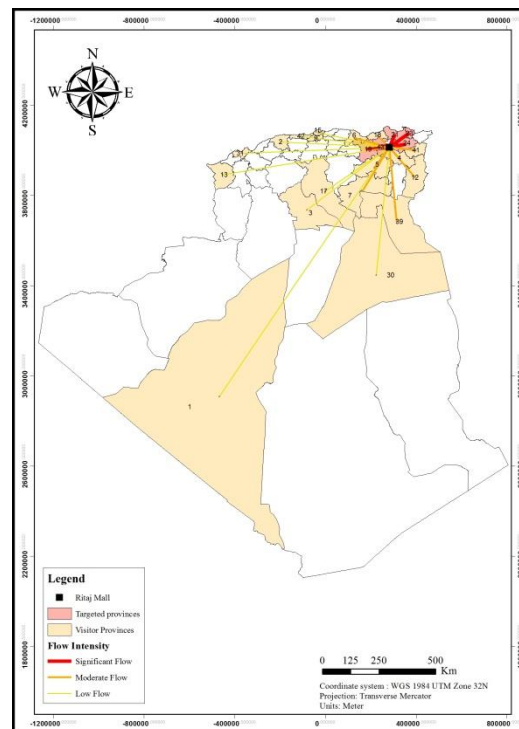 -1200000 -800000 -400000 0 400000 800000
N
W E
S
4200000
3800000
3400000
3000000
2600000
2200000
1800000
2
13
17
3
7
5
4
12
39
30
1
Legend
Ritaj Mall
Targeted provinces
Visitor Provinces
Flow Intensity
Significant Flow
Moderate Flow
Low Flow
0 125 250 500
Km
Coordinate system : WGS 1984 UTM Zone 32N
Projection: Transverse Mercator
Units: Meter
-1200000 -800000 -400000 0 400000 800000